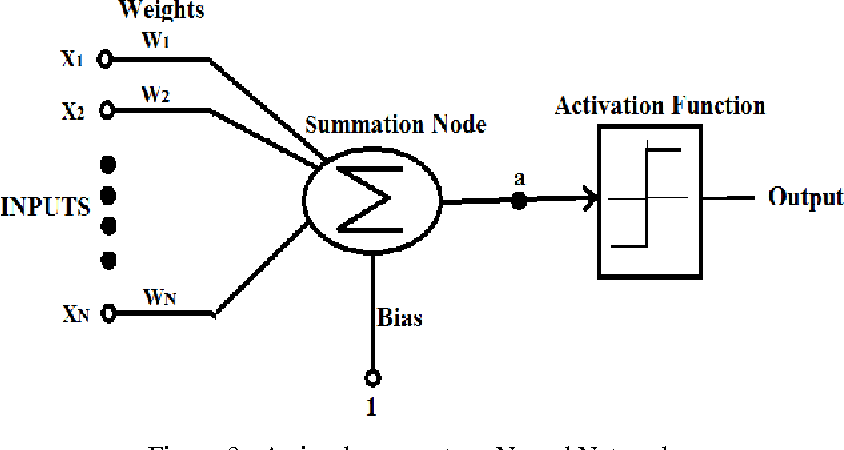 Weights
X1
W1
X2
W2
Summation Node
Activation Function
a
INPUTS
Output
XN
WN
Bias
1